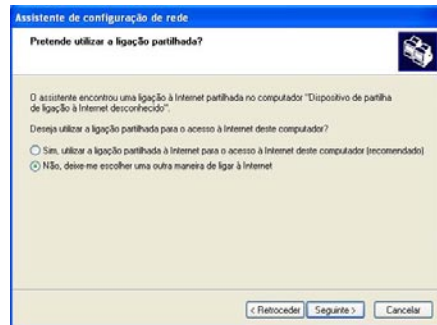 Assistente de configuração de rede
Pretende utilizar a ligação partilhada?
O assistente encontrou uma ligação à Internet partilhada no computador "Dispositivo de partilha
de ligação à Internet desconhecido".
Deseja utilizar a ligação partilhada para o acesso à Internet deste computador?
Sim, utilizar a ligação partilhada à Internet para o acesso à Internet deste computador (recomendado)
Não, deixe-me escolher uma outra maneira de ligar à Internet
< Retroceder
Seguinte >
Cancelar